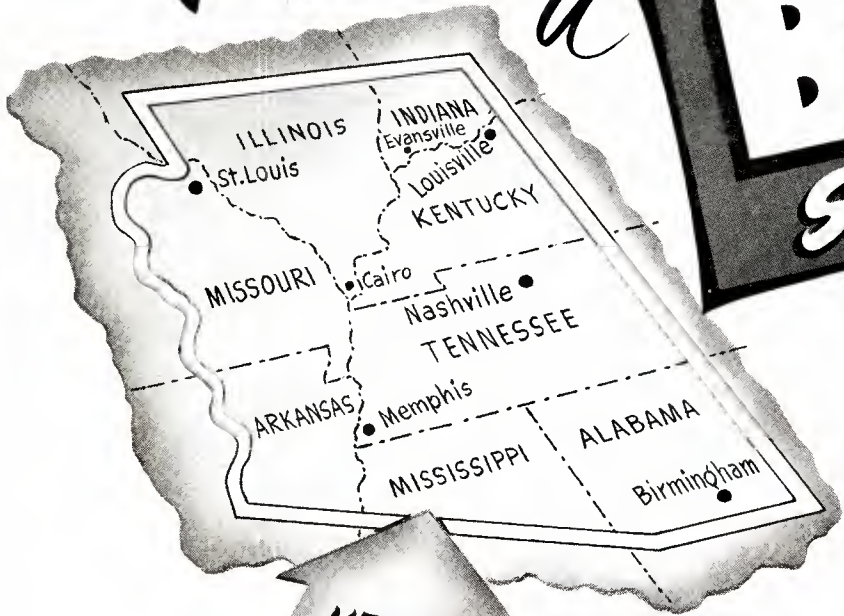 a
ILLINOIS
INDIANA
Evansville
St. Louis
Louisville
KENTUCKY
MISSOURI
Cairo
Nashville
TENNESSEE
ARKANSAS
Memphis
MISSISSIPPI
ALABAMA
Birmingham